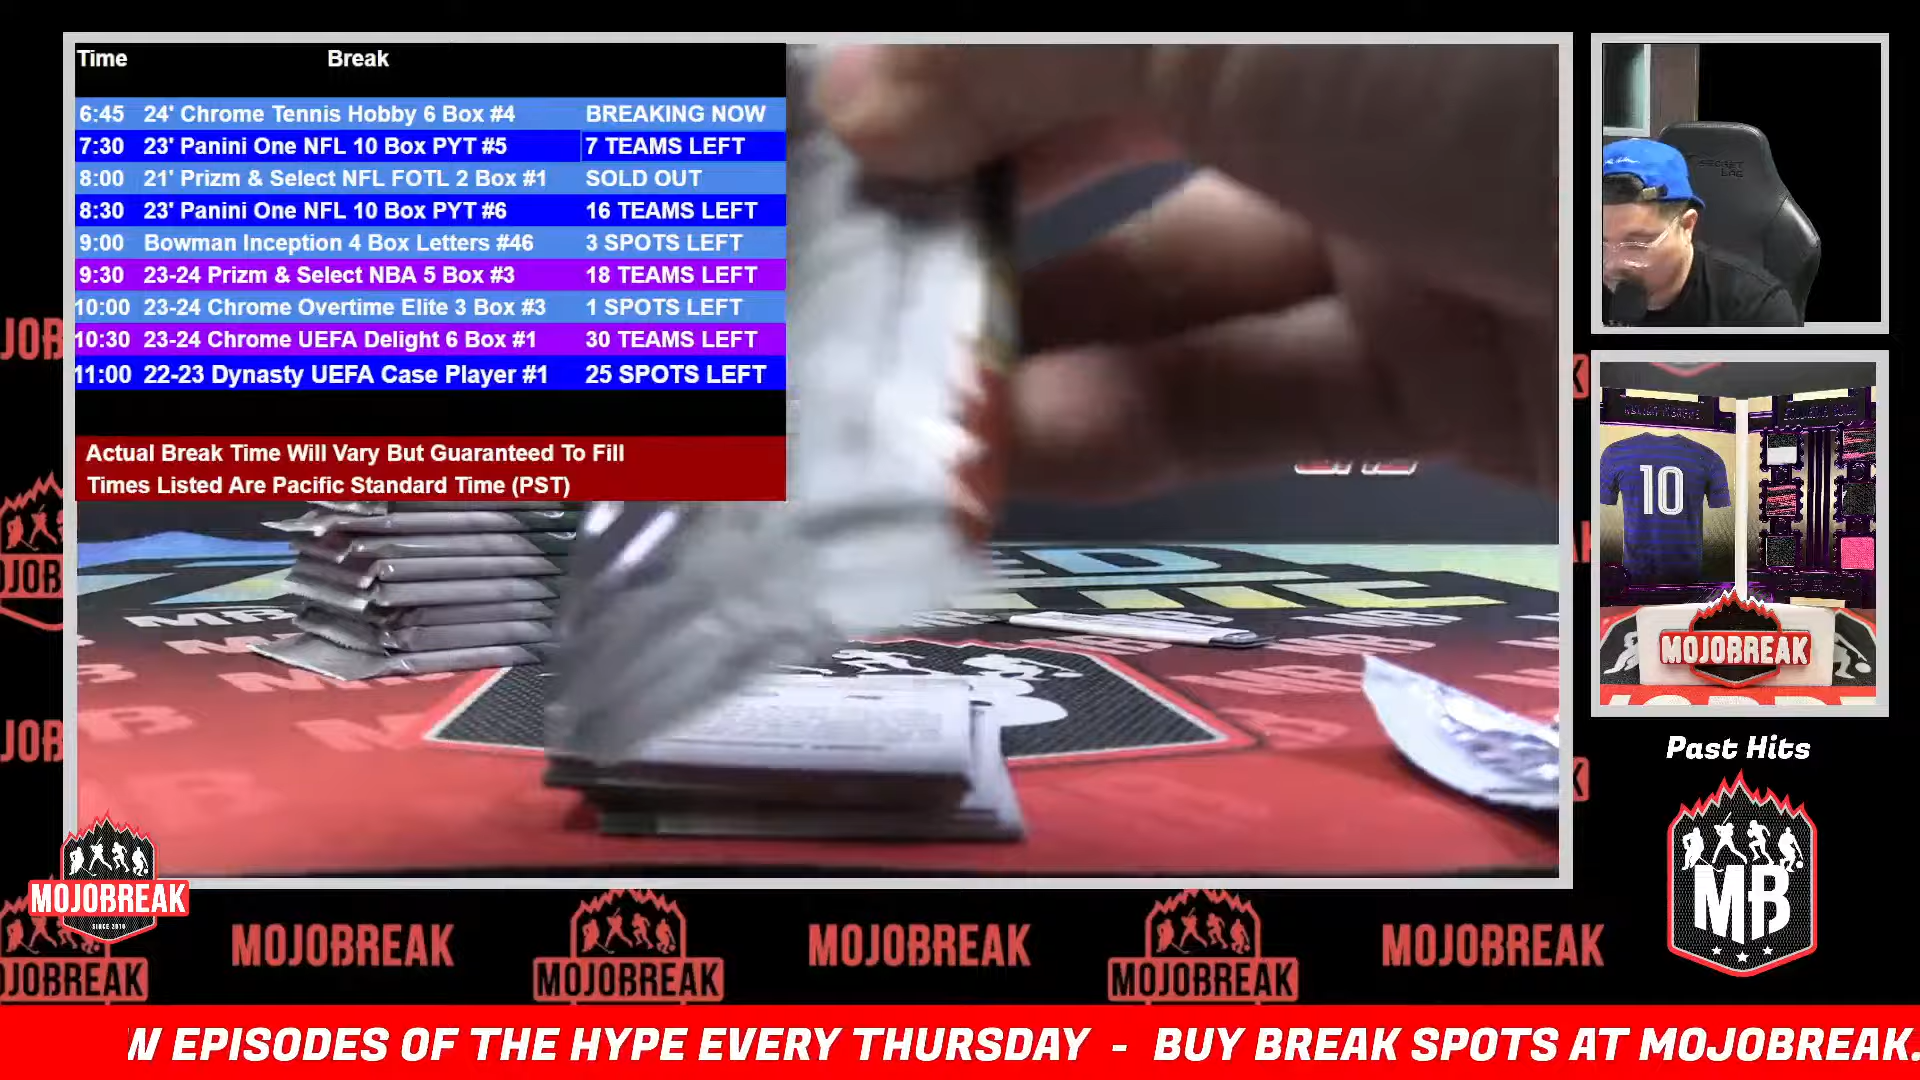 Time Break
6:45 24' Chrome Tennis Hobby 6 Box #4 BREAKING NOW
7:30 23' Panini One NFL 10 Box PYT #5 7 TEAMS LEFT
8:00 21' Prizm & Select NFL FOTL 2 Box #1 SOLD OUT
8:30 23' Panini One NFL 10 Box PYT #6 16 TEAMS LEFT
9:00 Bowman Inception 4 Box Letters #46 3 SPOTS LEFT
9:30 23-24 Prizm & Select NBA 5 Box #3 18 TEAMS LEFT
10:00 23-24 Chrome Overtime Elite 3 Box #3 1 SPOTS LEFT
10:30 23-24 Chrome UEFA Delight 6 Box #1 30 TEAMS LEFT
11:00 22-23 Dynasty UEFA Case Player #1 25 SPOTS LEFT
Actual Break Time Will Vary But Guaranteed To Fill
Times Listed Are Pacific Standard Time (PST)
SECRET LAB
10
MOJOBREAK
Past Hits
MB
MOJOBREAK
SINCE 2010
MOJOBREAK
MOJOBREAK
MOJOBREAK
MOJOBREAK
MOJOBREAK
EPISODES OF THE HYPE EVERY THURSDAY - BUY BREAK SPOTS AT MOJOBREAK.